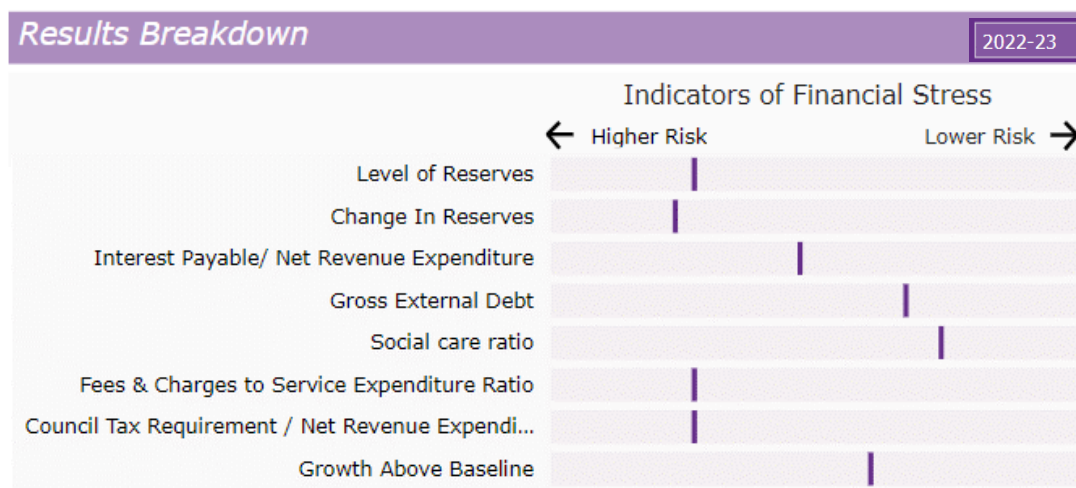 Results Breakdown
2022-23
Indicators of Financial Stress
Higher Risk Lower Risk
Level of Reserves
Change In Reserves
Interest Payable/ Net Revenue Expenditure
Gross External Debt
Social care ratio
Fees & Charges to Service Expenditure Ratio
Council Tax Requirement / Net Revenue Expendi...
Growth Above Baseline